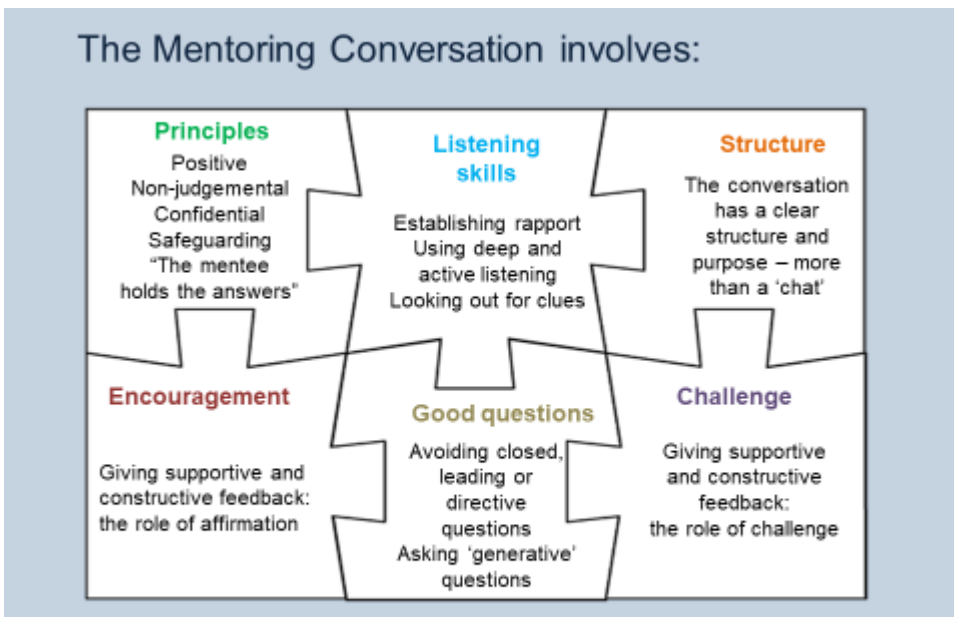 The Mentoring Conversation involves:
Principles
Positive
Non-judgemental
Confidential
Safeguarding
“The mentee
holds the answers”
Listening
skills
Establishing rapport
Using deep and
active listening
Looking out for clues
Structure
The conversation
has a clear
structure and
purpose – more
than a ‘chat’
Encouragement
Giving supportive and
constructive feedback:
the role of affirmation
Good questions
Avoiding closed,
leading or
directive
questions
Asking ‘generative’
questions
Challenge
Giving supportive
and constructive
feedback:
the role of challenge